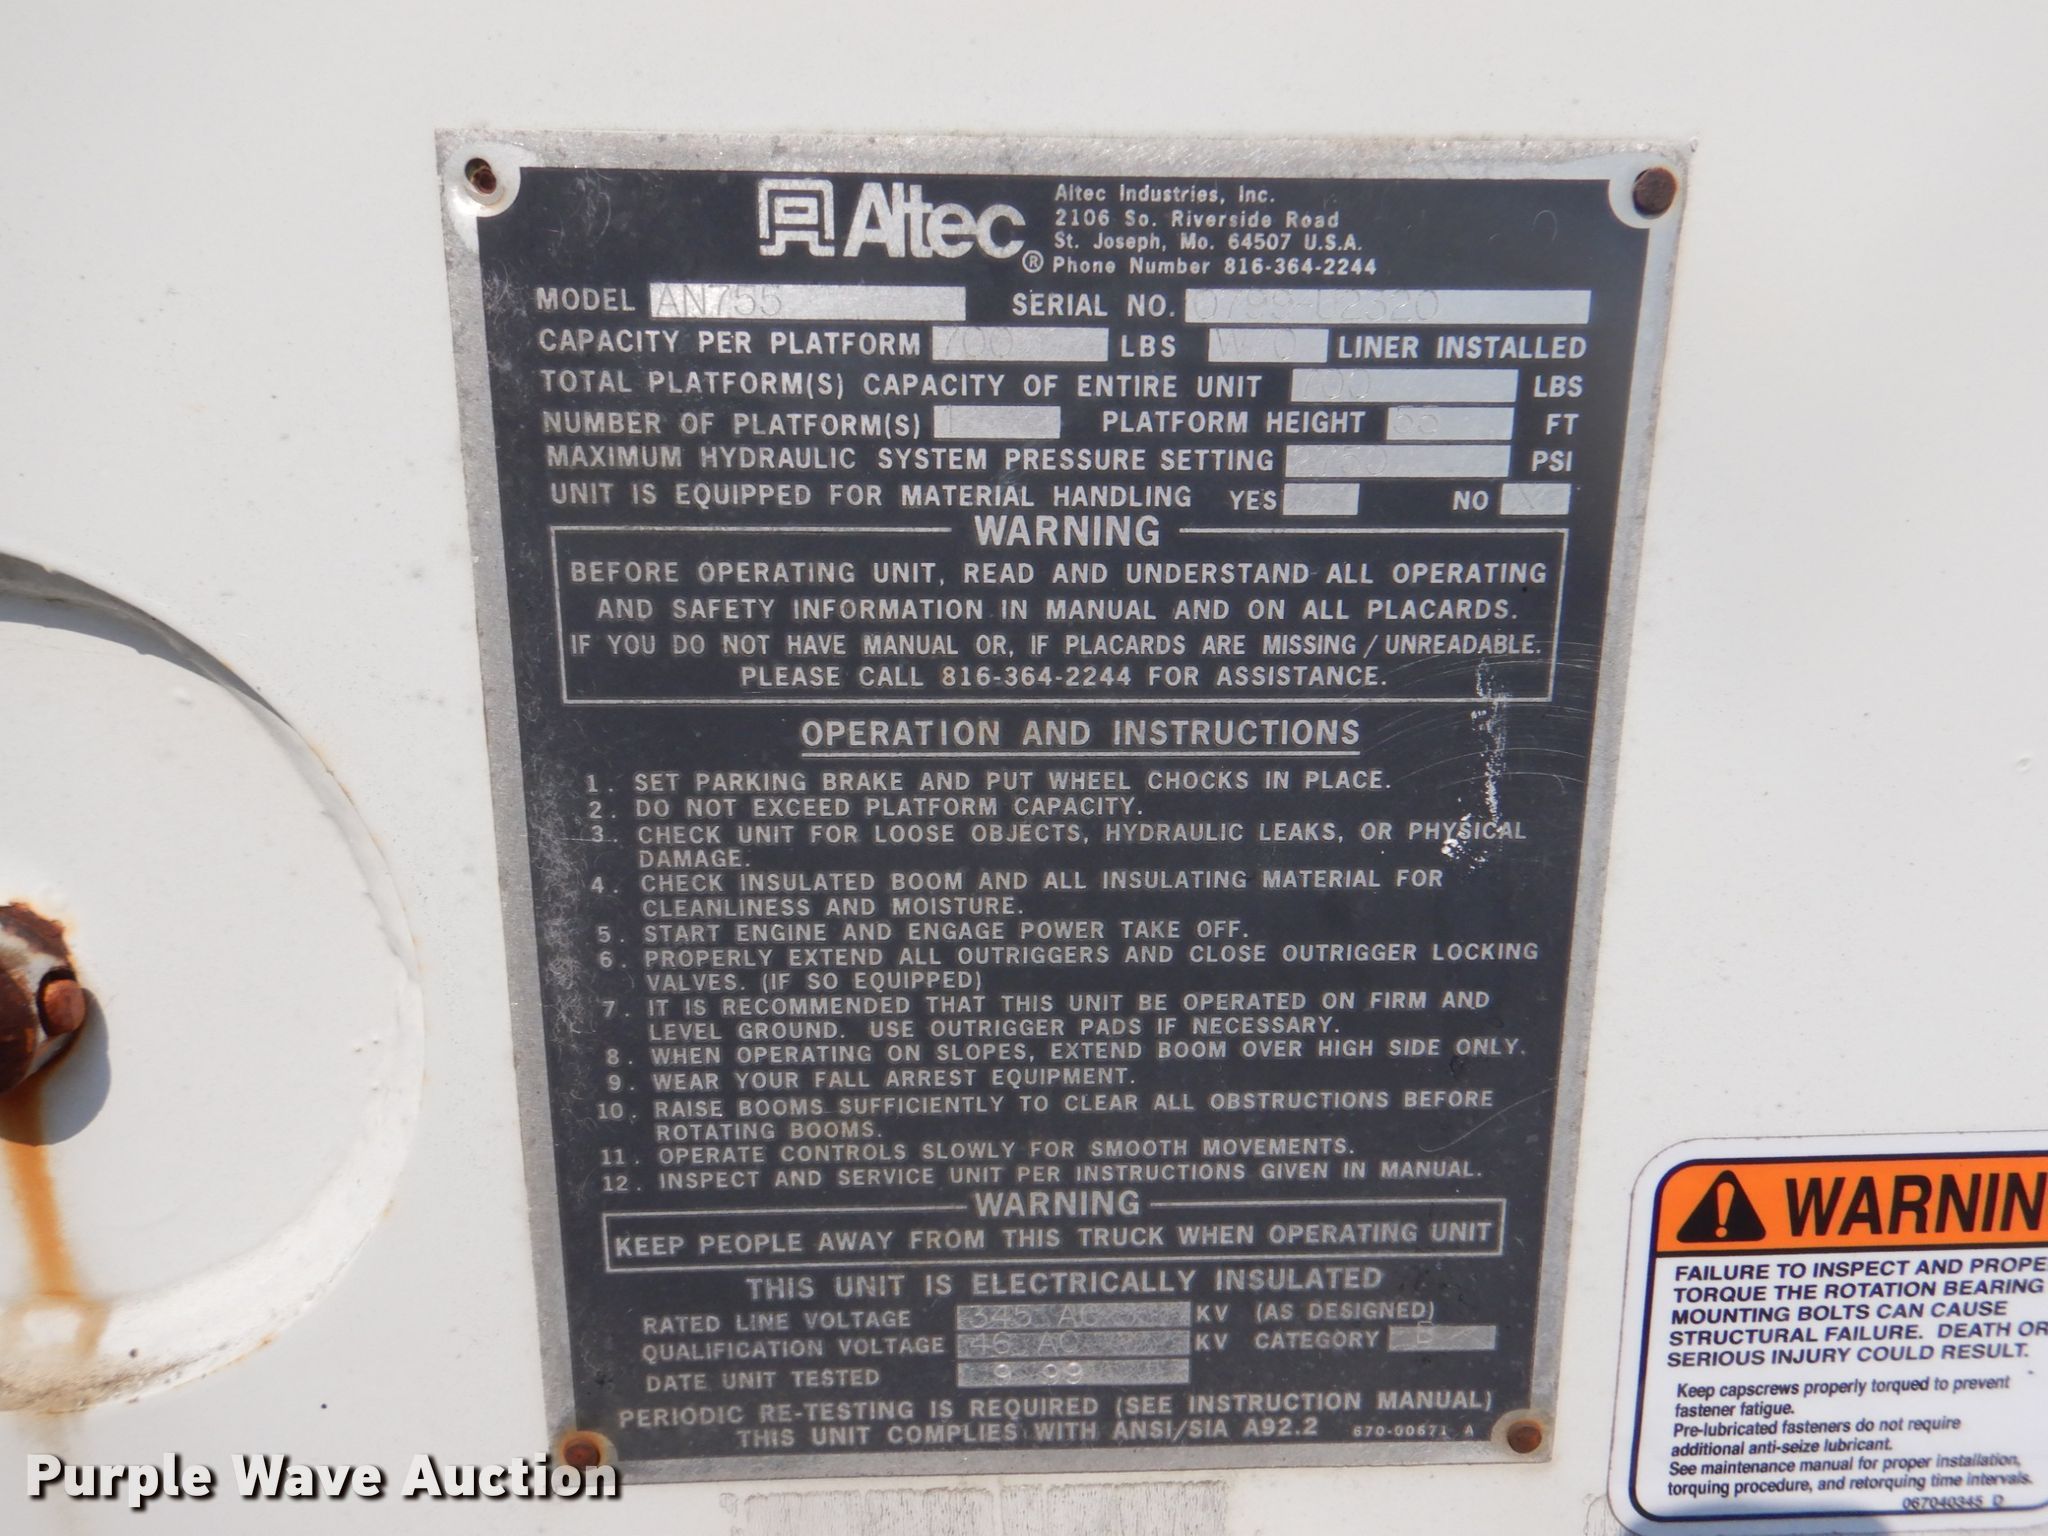 Altec®
Altec Industries, Inc.
2106 So. Riverside Road
St. Joseph, Mo. 64507 U.S.A.
Phone Number 816-364-2244
MODEL AN755 SERIAL NO. 0799-U2320
CAPACITY PER PLATFORM 700 LBS W/O LINER INSTALLED
TOTAL PLATFORM(S) CAPACITY OF ENTIRE UNIT 700 LBS
NUMBER OF PLATFORM(S) 1 PLATFORM HEIGHT 55 FT
MAXIMUM HYDRAULIC SYSTEM PRESSURE SETTING PSI
UNIT IS EQUIPPED FOR MATERIAL HANDLING YES NO X
WARNING
BEFORE OPERATING UNIT, READ AND UNDERSTAND ALL OPERATING
AND SAFETY INFORMATION IN MANUAL AND ON ALL PLACARDS.
IF YOU DO NOT HAVE MANUAL OR, IF PLACARDS ARE MISSING / UNREADABLE.
PLEASE CALL 816-364-2244 FOR ASSISTANCE.
OPERATION AND INSTRUCTIONS
1. SET PARKING BRAKE AND PUT WHEEL CHOCKS IN PLACE.
2. DO NOT EXCEED PLATFORM CAPACITY.
3. CHECK UNIT FOR LOOSE OBJECTS, HYDRAULIC LEAKS, OR PHYSICAL
DAMAGE.
4. CHECK INSULATED BOOM AND ALL INSULATING MATERIAL FOR
CLEANLINESS AND MOISTURE.
5. START ENGINE AND ENGAGE POWER TAKE OFF.
6. PROPERLY EXTEND ALL OUTRIGGERS AND CLOSE OUTRIGGER LOCKING
VALVES. (IF SO EQUIPPED)
7. IT IS RECOMMENDED THAT THIS UNIT BE OPERATED ON FIRM AND
LEVEL GROUND. USE OUTRIGGER PADS IF NECESSARY.
8. WHEN OPERATING ON SLOPES, EXTEND BOOM OVER HIGH SIDE ONLY.
9. WEAR YOUR FALL ARREST EQUIPMENT.
10. RAISE BOOMS SUFFICIENTLY TO CLEAR ALL OBSTRUCTIONS BEFORE
ROTATING BOOMS.
11. OPERATE CONTROLS SLOWLY FOR SMOOTH MOVEMENTS.
12. INSPECT AND SERVICE UNIT PER INSTRUCTIONS GIVEN IN MANUAL.
WARNING
KEEP PEOPLE AWAY FROM THIS TRUCK WHEN OPERATING UNIT
THIS UNIT IS ELECTRICALLY INSULATED
RATED LINE VOLTAGE 345 AC KV (AS DESIGNED)
QUALIFICATION VOLTAGE 46 AC KV CATEGORY B
DATE UNIT TESTED 9 99
PERIODIC RE-TESTING IS REQUIRED (SEE INSTRUCTION MANUAL)
THIS UNIT COMPLIES WITH ANSI/SIA A92.2 670-00671 A
WARNIN
FAILURE TO INSPECT AND PROPE
TORQUE THE ROTATION BEARING
MOUNTING BOLTS CAN CAUSE
STRUCTURAL FAILURE. DEATH OR
SERIOUS INJURY COULD RESULT.
Keep capscrews properly torqued to prevent
fastener fatigue.
Pre-lubricated fasteners do not require
additional anti-seize lubricant.
See maintenance manual for proper installation,
torquing procedure, and retorquing time intervals.
067040345 D
Purple Wave Auction